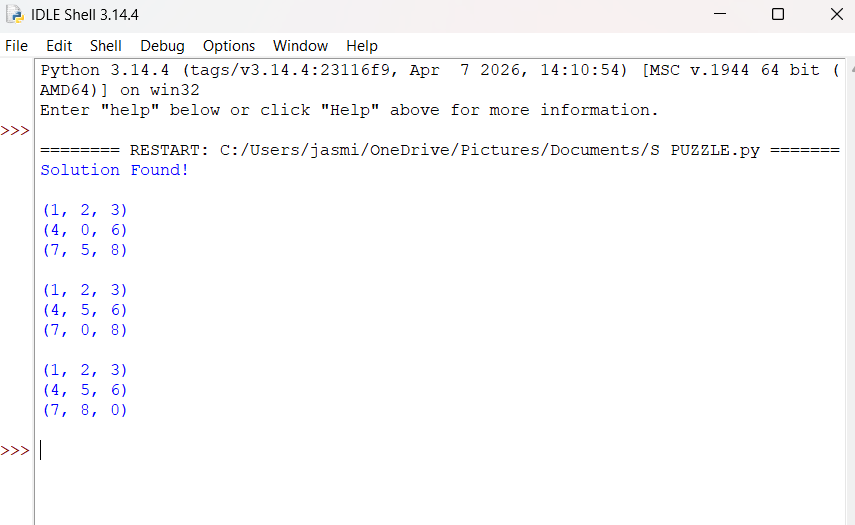 IDLE Shell 3.14.4
File Edit Shell Debug Options Window Help
Python 3.14.4 (tags/v3.14.4:23116f9, Apr  7 2026, 14:10:54) [MSC v.1944 64 bit (
AMD64)] on win32
Enter "help" below or click "Help" above for more information.
>>>
======== RESTART: C:/Users/jasmi/OneDrive/Pictures/Documents/S PUZZLE.py =======
Solution Found!
(1, 2, 3)
(4, 0, 6)
(7, 5, 8)
(1, 2, 3)
(4, 5, 6)
(7, 0, 8)
(1, 2, 3)
(4, 5, 6)
(7, 8, 0)
>>>